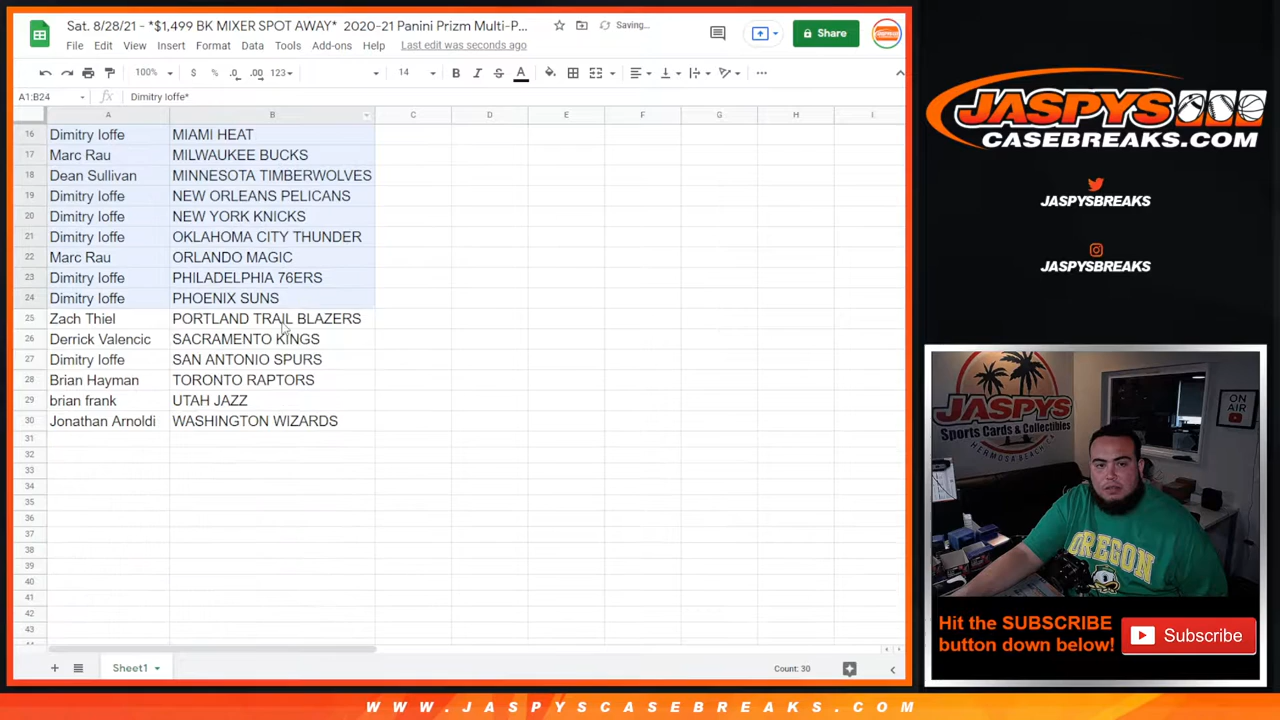 Sat. 8/28/21 - *$1,499 BK MIXER SPOT AWAY* 2020-21 Panini Prizm Multi-P...
Saving...
File Edit View Insert Format Data Tools Add-ons Help Last edit was seconds ago
Share
100% $ % .0 .00 123 14 B I S A
A1:B24 fx Dimitry Ioffe*
A B C D E F G H I
16 Dimitry Ioffe MIAMI HEAT
17 Marc Rau MILWAUKEE BUCKS
18 Dean Sullivan MINNESOTA TIMBERWOLVES
19 Dimitry Ioffe NEW ORLEANS PELICANS
20 Dimitry Ioffe NEW YORK KNICKS
21 Dimitry Ioffe OKLAHOMA CITY THUNDER
22 Marc Rau ORLANDO MAGIC
23 Dimitry Ioffe PHILADELPHIA 76ERS
24 Dimitry Ioffe PHOENIX SUNS
25 Zach Thiel PORTLAND TRAIL BLAZERS
26 Derrick Valencic SACRAMENTO KINGS
27 Dimitry Ioffe SAN ANTONIO SPURS
28 Brian Hayman TORONTO RAPTORS
29 brian frank UTAH JAZZ
30 Jonathan Arnoldi WASHINGTON WIZARDS
31
32
33
34
35
36
37
38
39
40
41
42
43
Sheet1
Count: 30
JASPYS
CASEBREAKS.COM
JASPYSBREAKS
JASPYSBREAKS
JASPYS
Sports Cards & Collectibles
HERMOSA BEACH, CA
ON AIR
OREGON
Hit the SUBSCRIBE
button down below!
Subscribe
WWW.JASPYSCASEBREAKS.COM